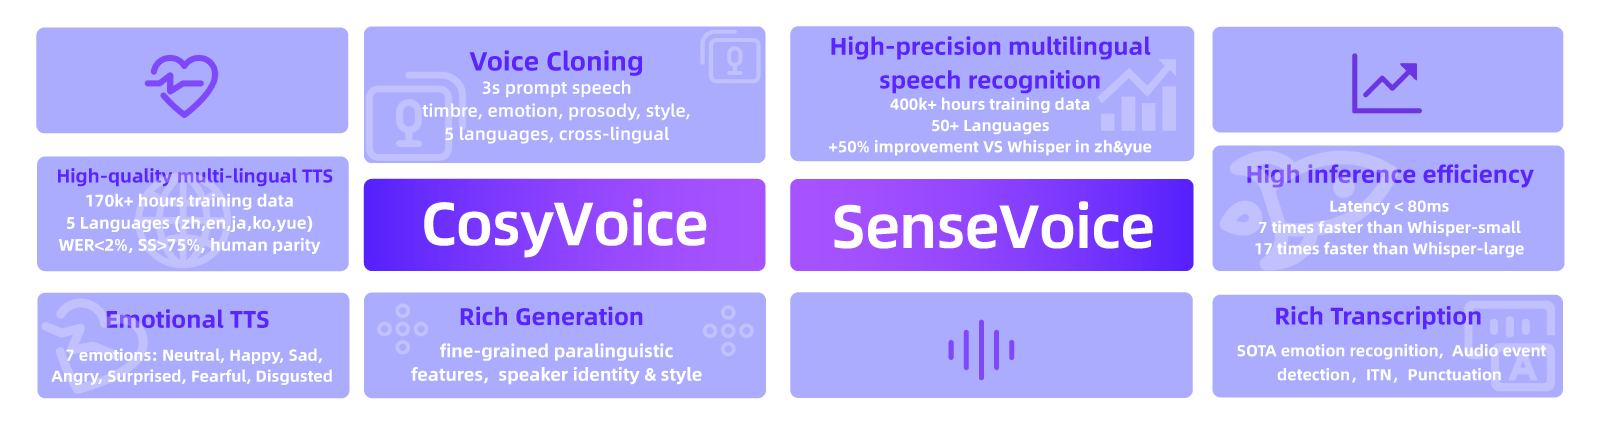 Voice Cloning
3s prompt speech
timbre, emotion, prosody, style,
5 languages, cross-lingual
High-precision multilingual
speech recognition
400k+ hours training data
50+ Languages
+50% improvement VS Whisper in zh&yue
High-quality multi-lingual TTS
170k+ hours training data
5 Languages (zh,en,ja,ko,yue)
WER<2%, SS>75%, human parity
CosyVoice
SenseVoice
High inference efficiency
Latency < 80ms
7 times faster than Whisper-small
17 times faster than Whisper-large
Emotional TTS
7 emotions: Neutral, Happy, Sad,
Angry, Surprised, Fearful, Disgusted
Rich Generation
fine-grained paralinguistic
features, speaker identity & style
Rich Transcription
SOTA emotion recognition, Audio event
detection, ITN, Punctuation
A